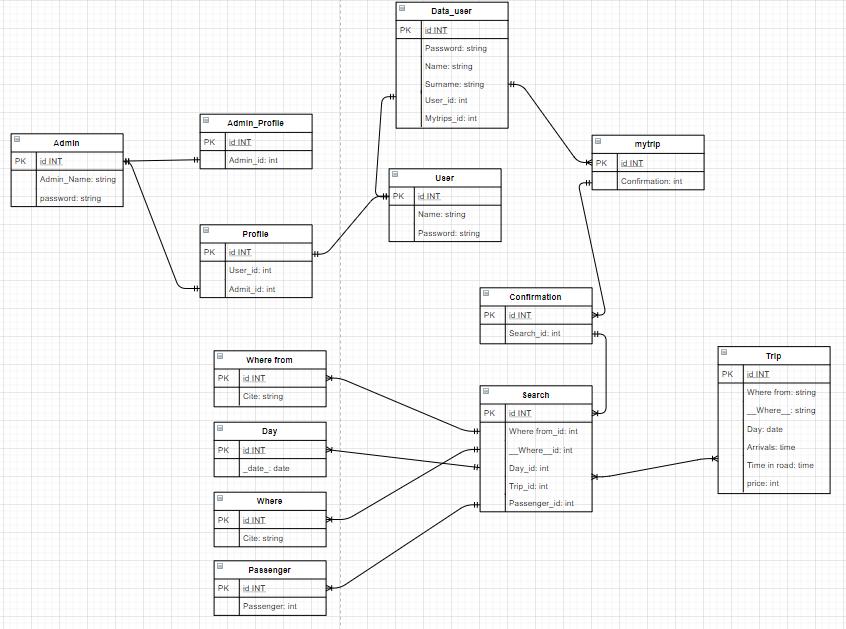 Data_user
PK id INT
Password: string
Name: string
Surname: string
User_id: int
Mytrips_id: int
Admin_Profile
PK id INT
Admin_id: int
Admin
PK id INT
Admin_Name: string
password: string
mytrip
PK id INT
Confirmation: int
User
PK id INT
Name: string
Password: string
Profile
PK id INT
User_id: int
Admit_id: int
Confirmation
PK id INT
Search_id: int
Where from
PK id INT
Cite: string
Trip
PK id INT
Where from: string
__Where__: string
Day: date
Arrivals: time
Time in road: time
price: int
Search
PK id INT
Where from_id: int
__Where__id: int
Day_id: int
Trip_id: int
Passenger_id: int
Day
PK id INT
_date_: date
Where
PK id INT
Cite: string
Passenger
PK id INT
Passenger: int